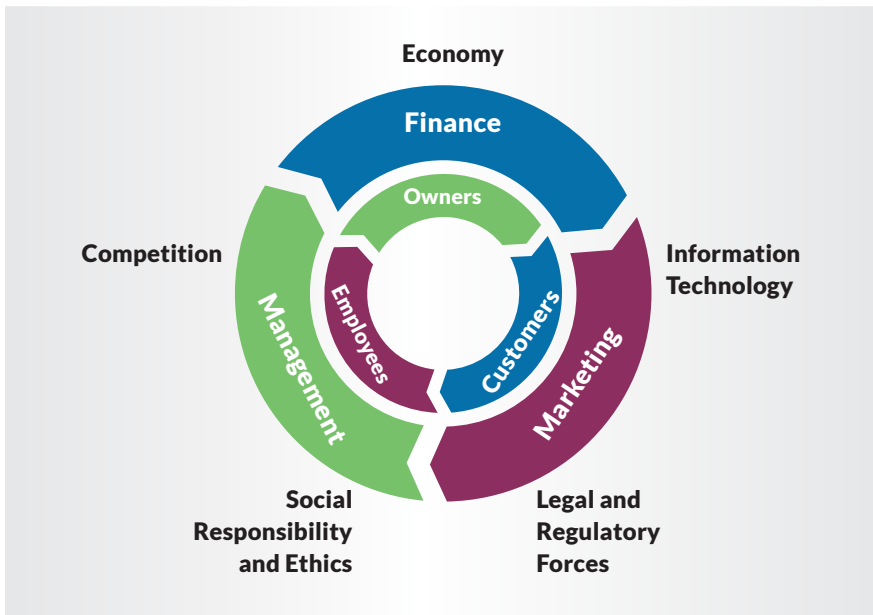 Economy
Finance
Owners
Competition
Information
Technology
Employees
Customers
Management
Marketing
Social
Responsibility
and Ethics
Legal and
Regulatory
Forces